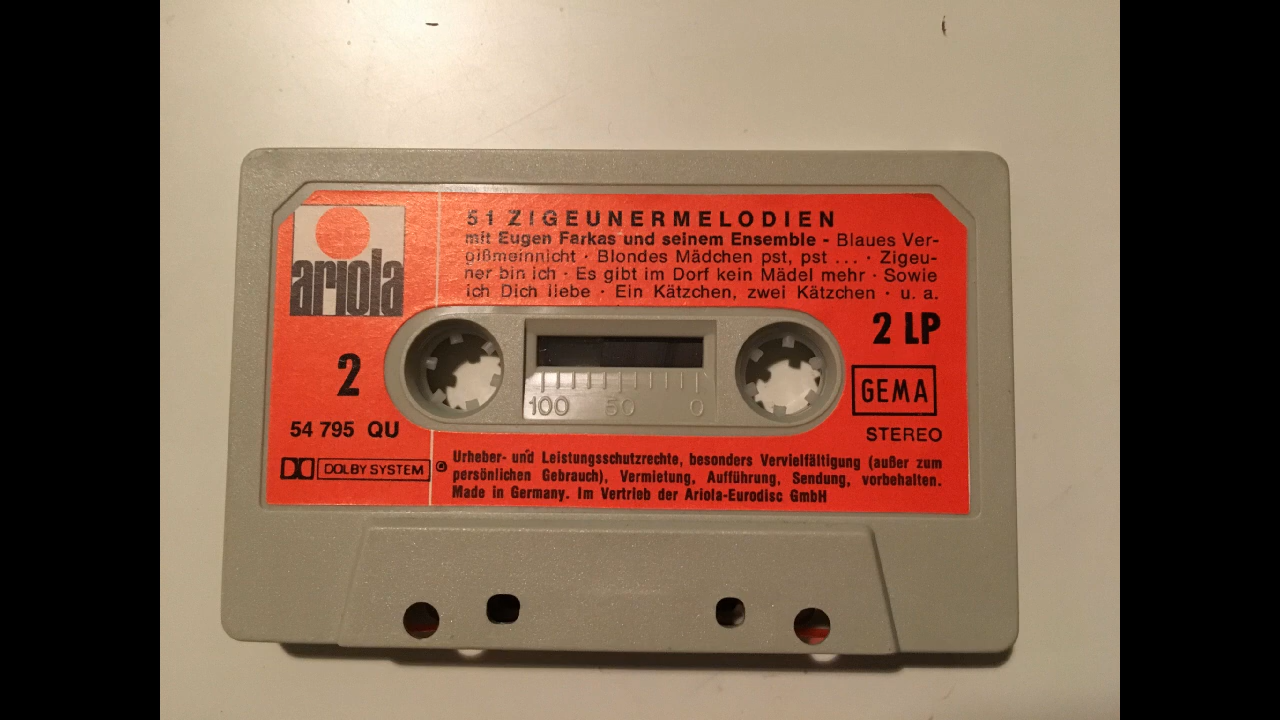 ariola
51 ZIGEUNERMELODIEN
mit Eugen Farkas und seinem Ensemble - Blaues Ver-
gißmeinnicht · Blondes Mädchen pst, pst ... · Zigeu-
ner bin ich · Es gibt im Dorf kein Mädel mehr · Sowie
ich Dich liebe · Ein Kätzchen, zwei Kätzchen · u. a.
2 LP
2
GEMA
100 50 0
54 795 QU
STEREO
DOLBY SYSTEM ®
Urheber- und Leistungsschutzrechte, besonders Vervielfältigung (außer zum
persönlichen Gebrauch), Vermietung, Aufführung, Sendung, vorbehalten.
Made in Germany. Im Vertrieb der Ariola-Eurodisc GmbH